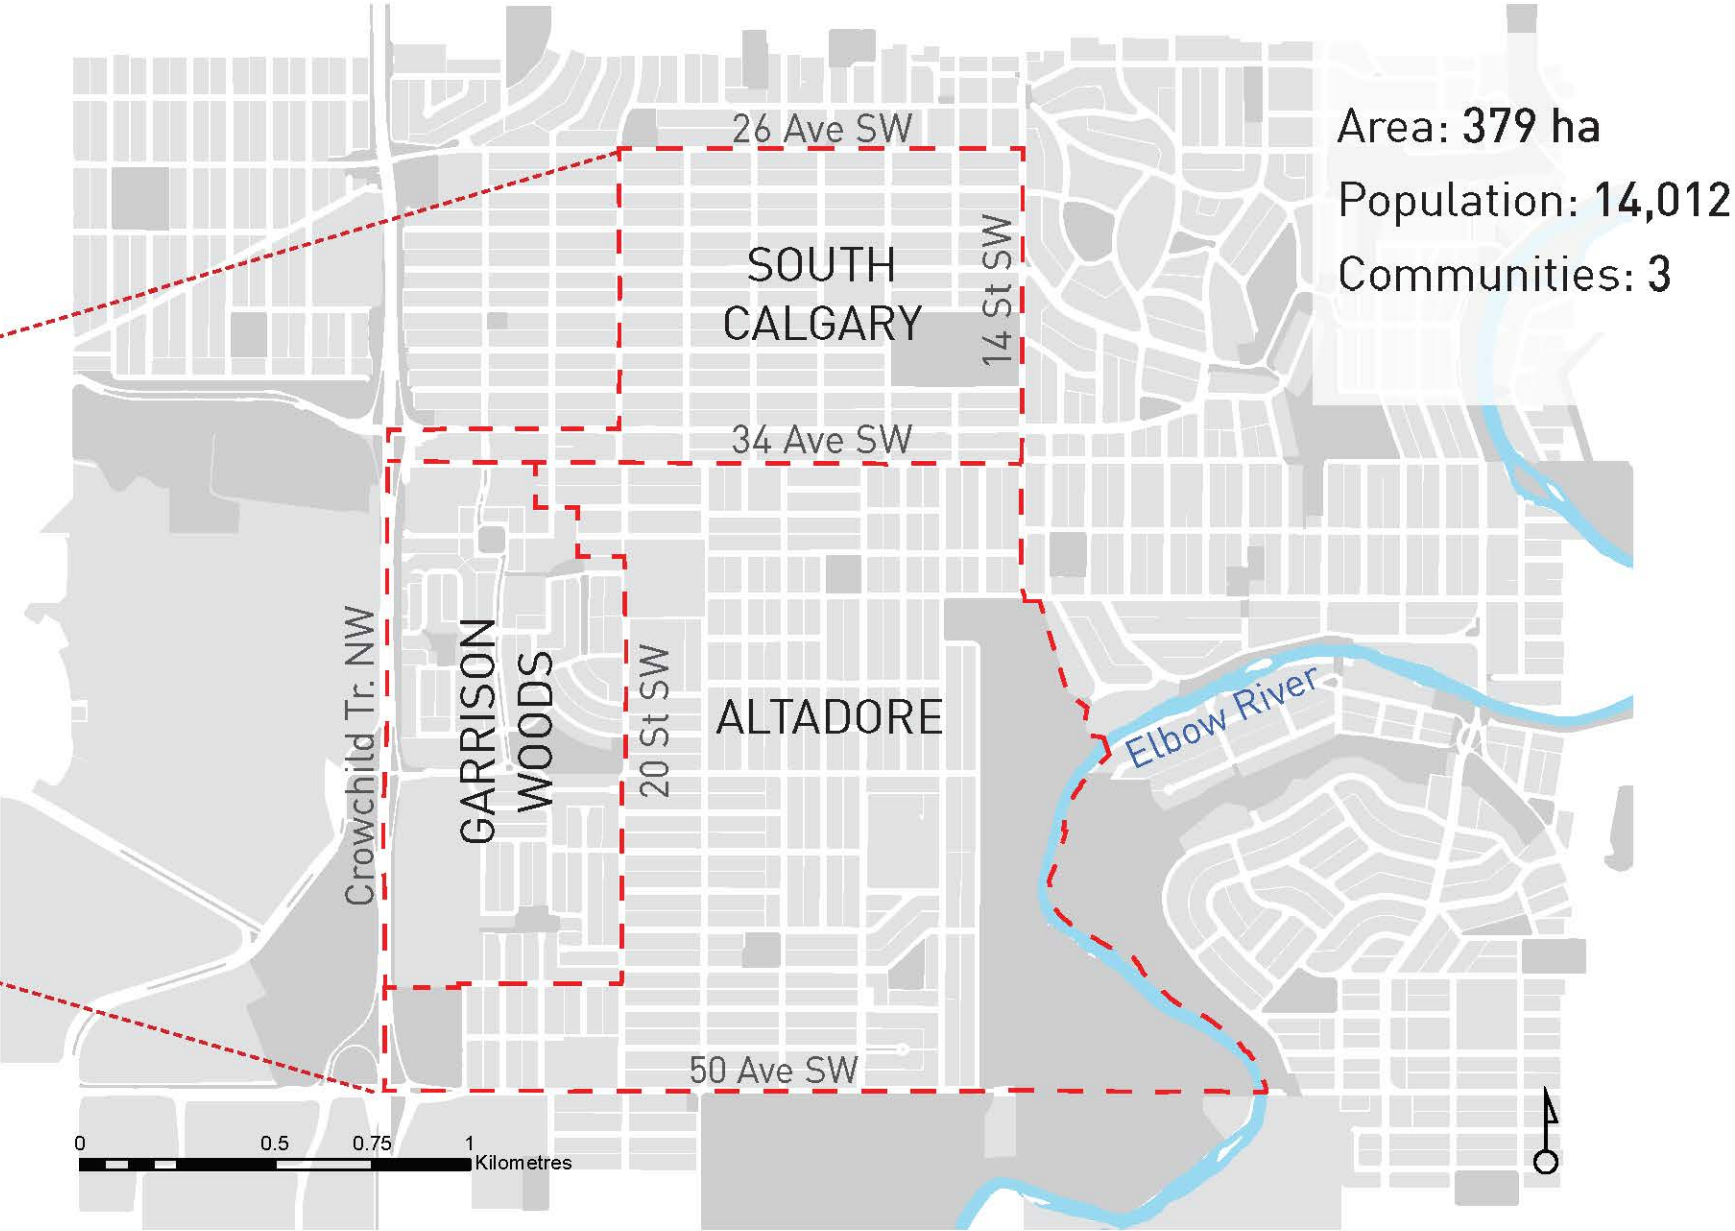 26 Ave SW
Area: 379 ha
Population: 14,012
Communities: 3
SOUTH
CALGARY
14 St SW
34 Ave SW
Crowchild Tr. NW
GARRISON
WOODS
20 St SW
ALTADORE
Elbow River
50 Ave SW
0 0.5 0.75 1
Kilometres